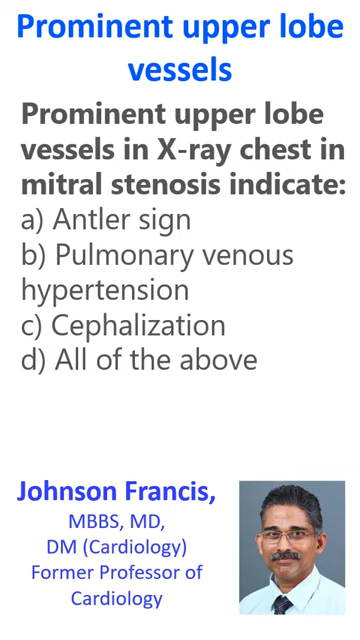 Prominent upper lobe
vessels
Prominent upper lobe
vessels in X-ray chest in
mitral stenosis indicate:
a) Antler sign
b) Pulmonary venous
hypertension
c) Cephalization
d) All of the above
Johnson Francis,
MBBS, MD,
DM (Cardiology)
Former Professor of
Cardiology